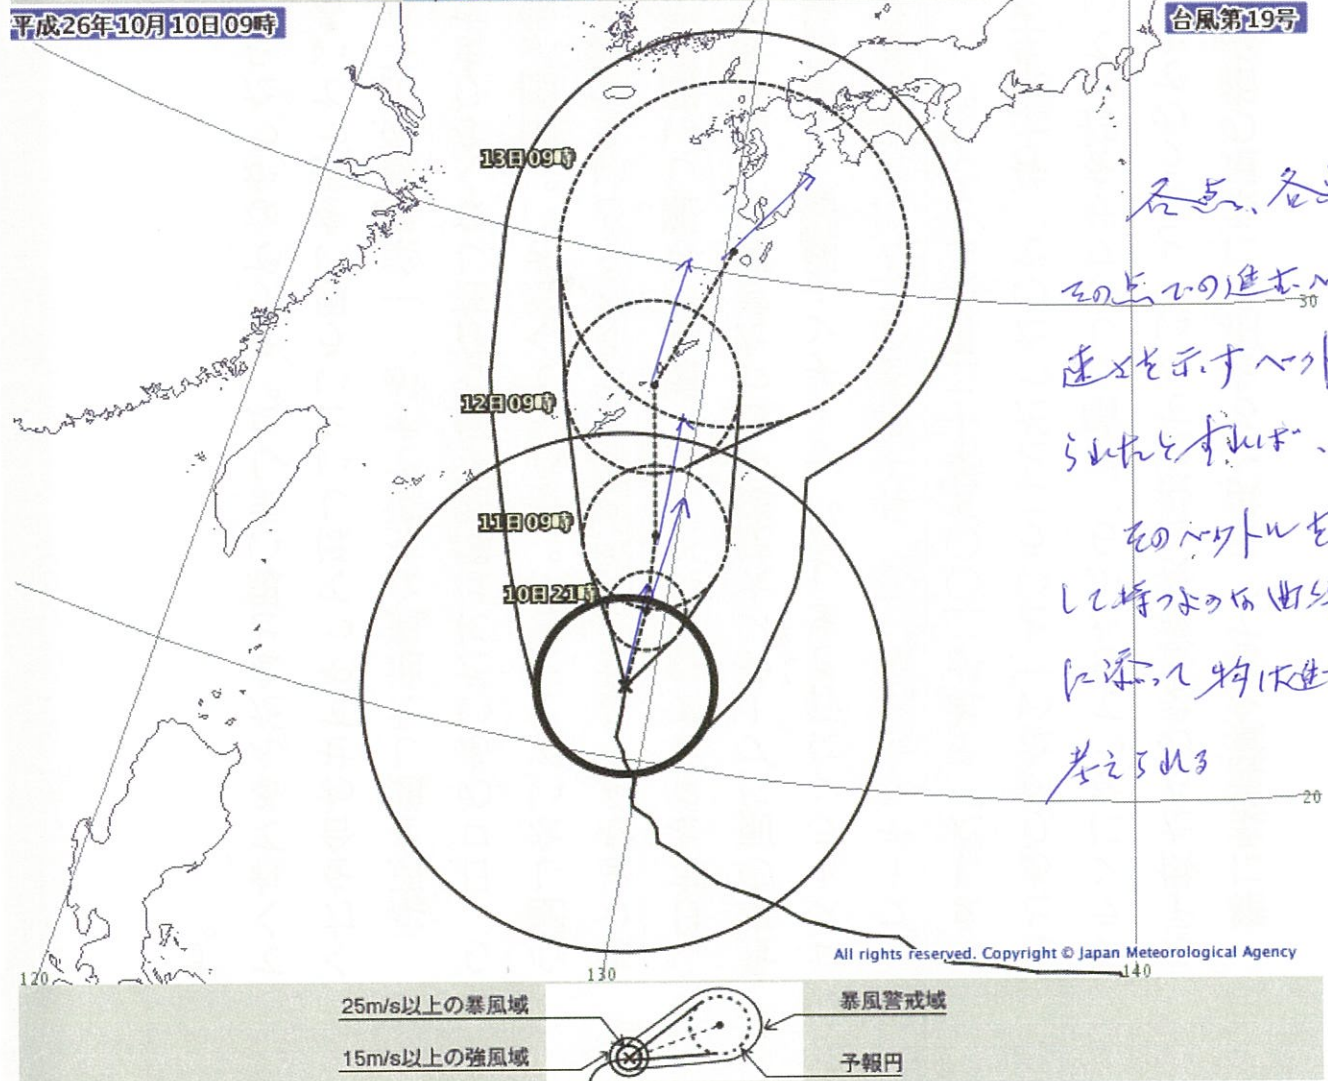 平成26年10月10日09時
台風第19号
13日09時
12日09時
11日09時
10日21時
各点、各
その点での進む
30
速さを示すベクト
られたとすれば、
そのベクトルを
して持つような曲
に添って
考えられる
20
All rights reserved. Copyright © Japan Meteorological Agency
120
130
140
25m/s以上の暴風域
暴風警戒域
15m/s以上の強風域
予報円